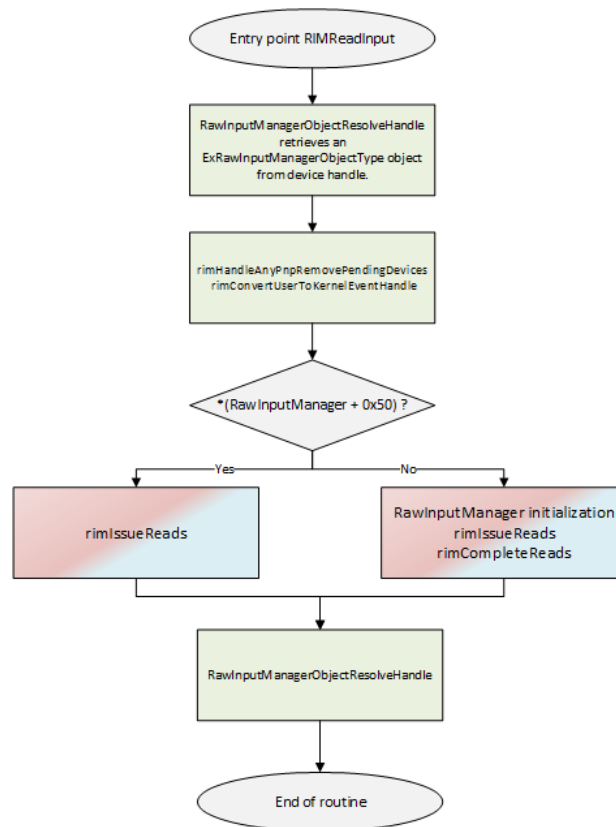 Entry point RIMReadInput
RawInputManagerObjectResolveHandle
retrieves an
ExRawInputManagerObjectType object
from device handle.
rimHandleAnyPnpRemovePendingDevices
rimConvertUserToKernelEventHandle
*(RawInputManager + 0x50) ?
Yes
No
rimIssueReads
RawInputManager initialization
rimIssueReads
rimCompleteReads
RawInputManagerObjectResolveHandle
End of routine